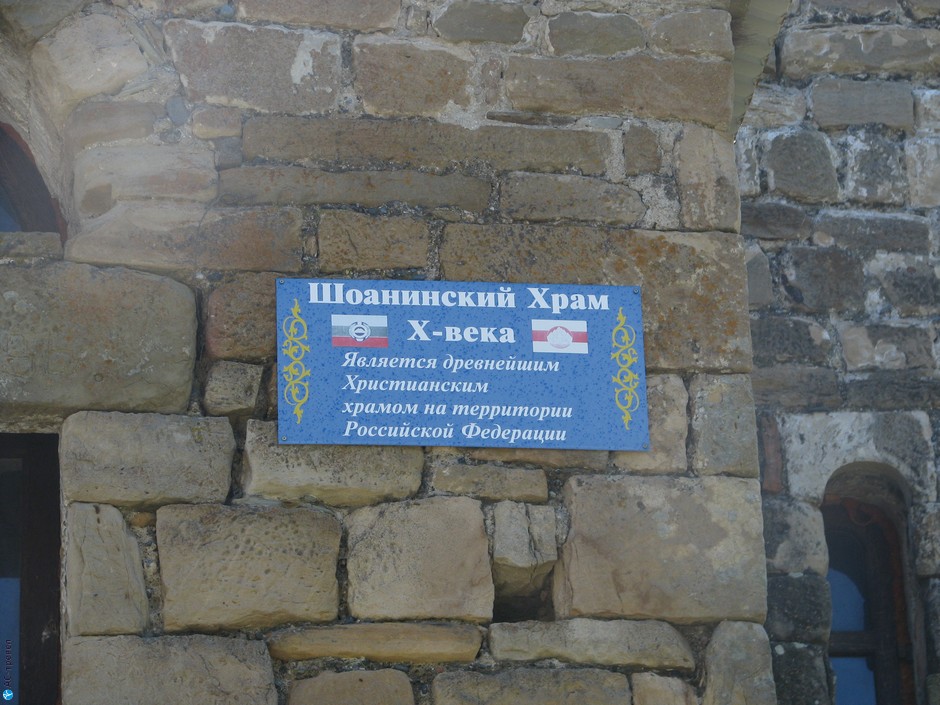 Шоанинский Храм
X-века
Является древнейшим
Христианским
храмом на территории
Российской Федерации